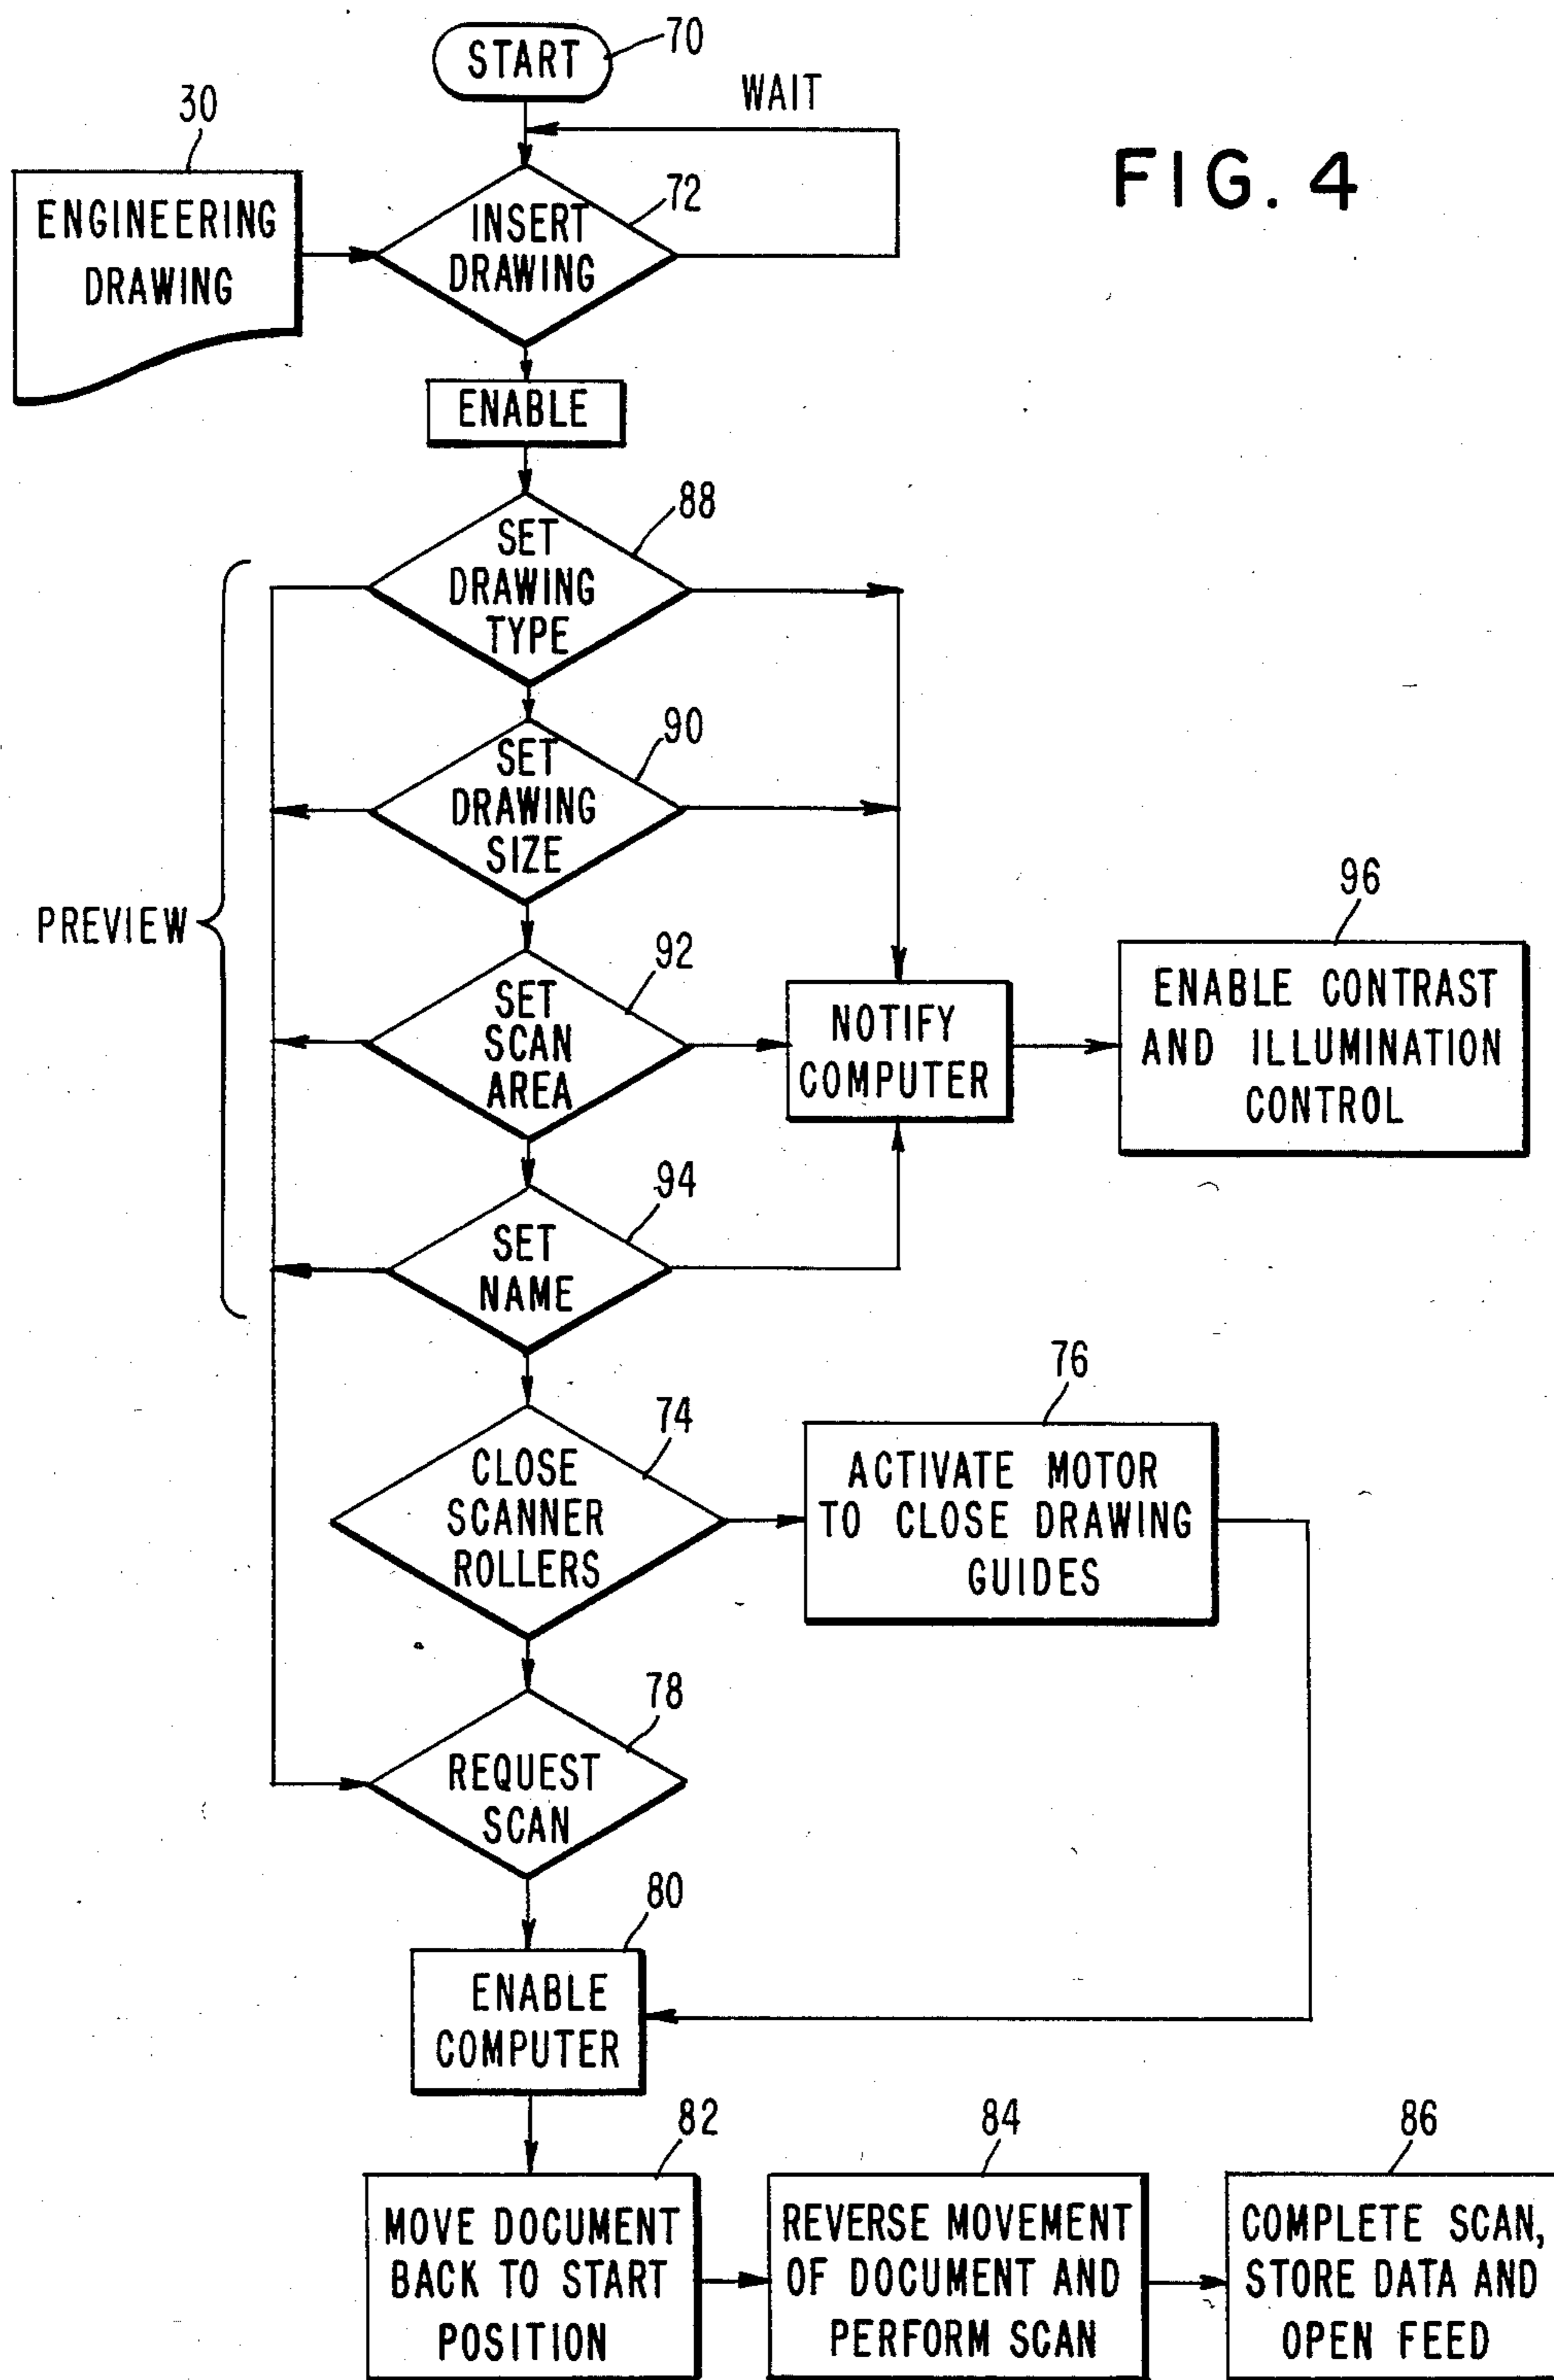 START
70
WAIT
FIG. 4
30
ENGINEERING
DRAWING
72
INSERT
DRAWING
ENABLE
88
SET
DRAWING
TYPE
90
SET
DRAWING
SIZE
PREVIEW
92
SET
SCAN
AREA
NOTIFY
COMPUTER
96
ENABLE CONTRAST
AND ILLUMINATION
CONTROL
94
SET
NAME
74
CLOSE
SCANNER
ROLLERS
76
ACTIVATE MOTOR
TO CLOSE DRAWING
GUIDES
78
REQUEST
SCAN
80
ENABLE
COMPUTER
82
MOVE DOCUMENT
BACK TO START
POSITION
84
REVERSE MOVEMENT
OF DOCUMENT AND
PERFORM SCAN
86
COMPLETE SCAN,
STORE DATA AND
OPEN FEED